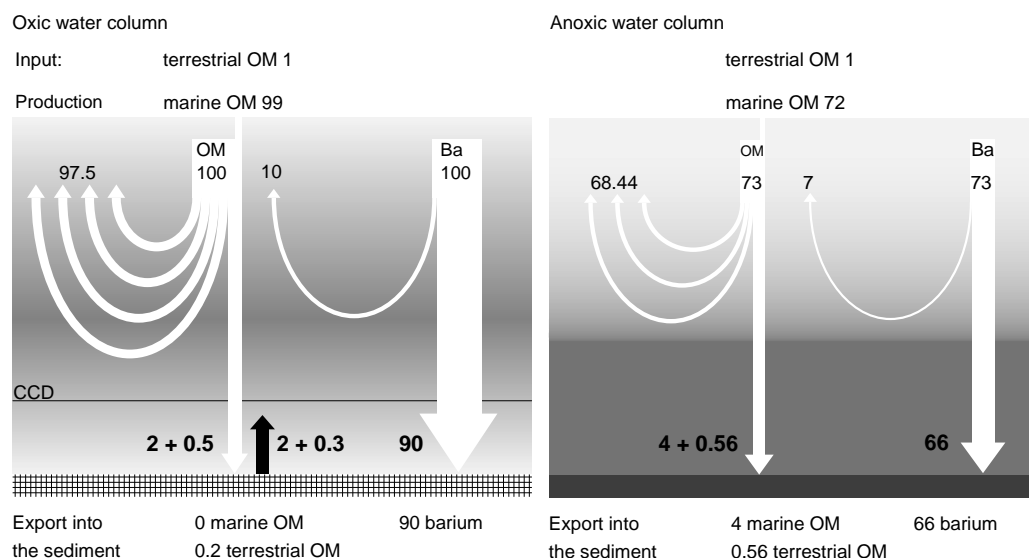 Oxic water column
Input: terrestrial OM 1
Production marine OM 99
OM
100
97.5
10
Ba
100
CCD
2 + 0.5
2 + 0.3
90
Export into 0 marine OM 90 barium
the sediment 0.2 terrestrial OM
Anoxic water column
terrestrial OM 1
marine OM 72
OM
73
68.44
7
Ba
73
4 + 0.56
66
Export into 4 marine OM 66 barium
the sediment 0.56 terrestrial OM